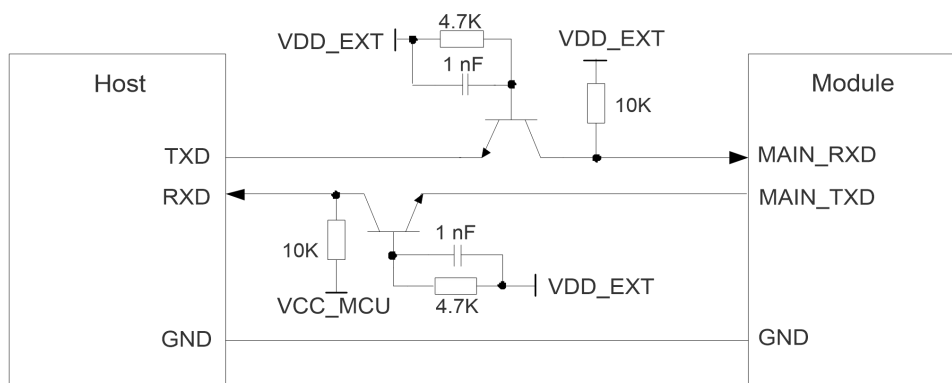 4.7K
VDD_EXT
VDD_EXT
1 nF
Host
Module
10K
TXD
MAIN_RXD
RXD
MAIN_TXD
1 nF
10K
VDD_EXT
VCC_MCU
4.7K
GND
GND